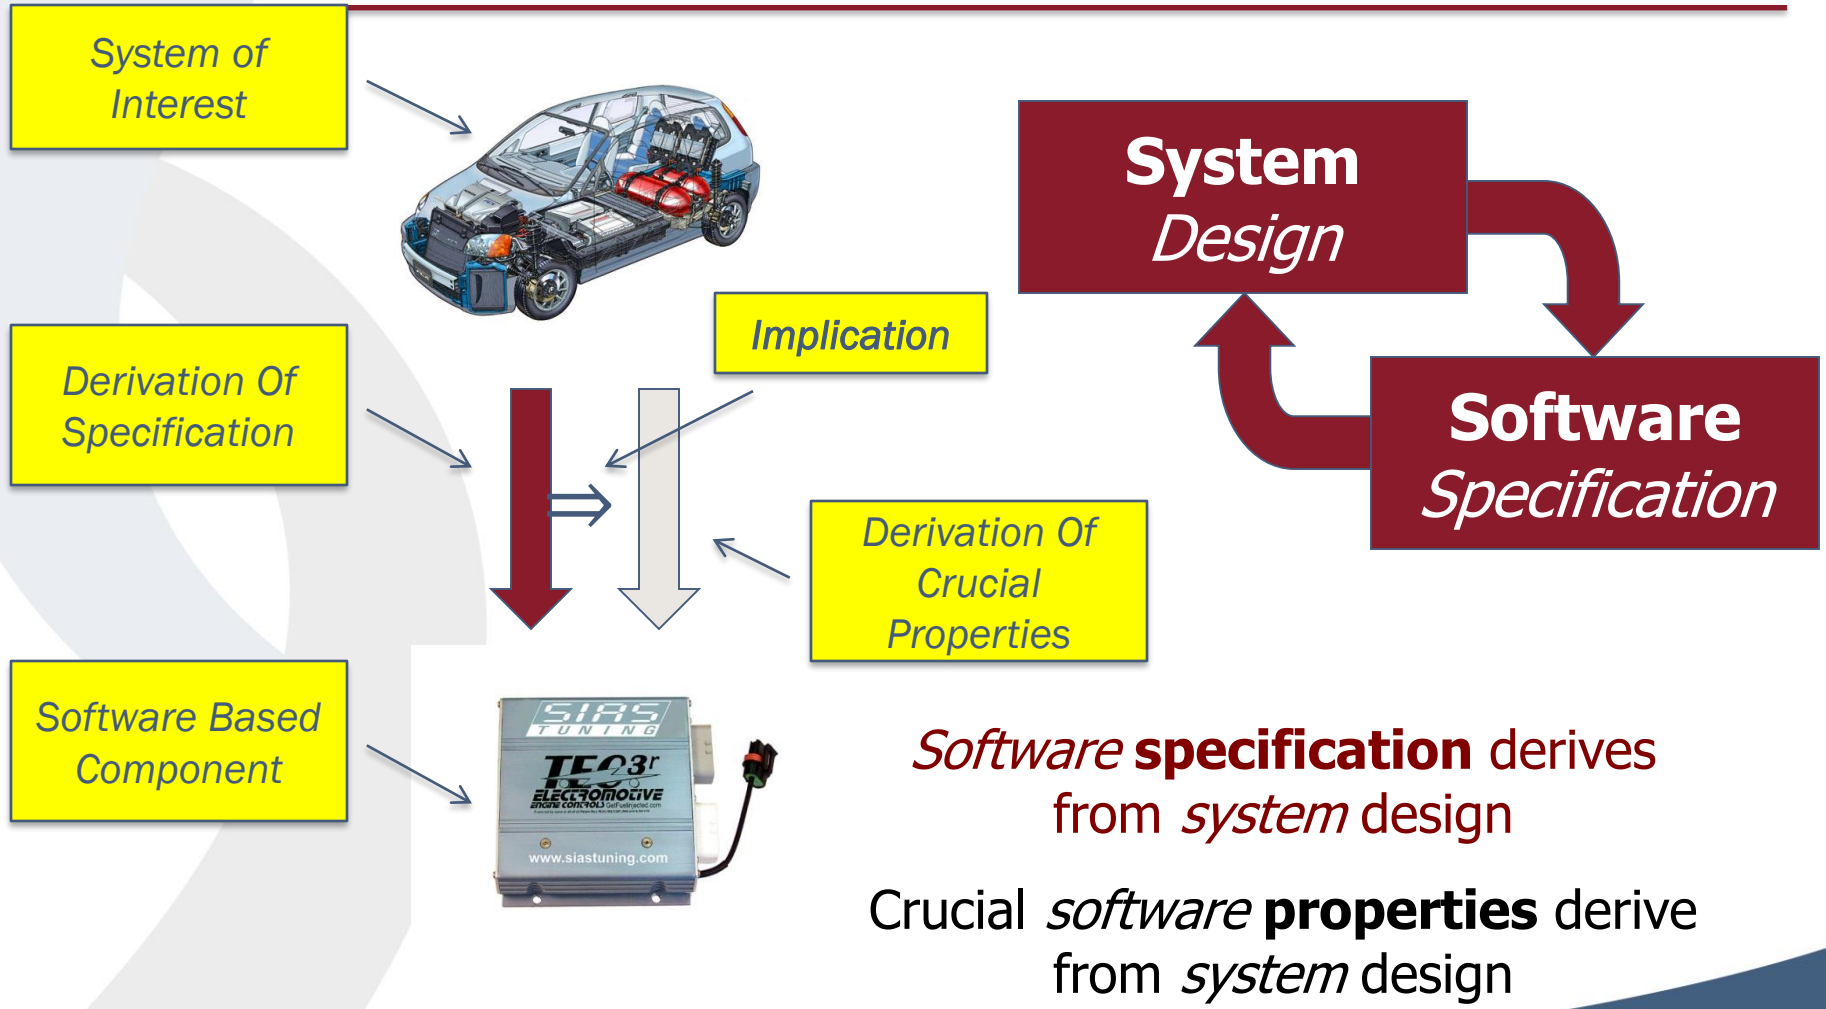 System of
Interest
System
Design
Implication
Derivation Of
Specification
Software
Specification
Derivation Of
Crucial
Properties
Software Based
Component
SIAS
TUNING
TEC3r
ELECTROMOTIVE
ENGINE CONTROLS GetFuelInjected.com
www.siastuning.com
Software specification derives
from system design
Crucial software properties derive
from system design